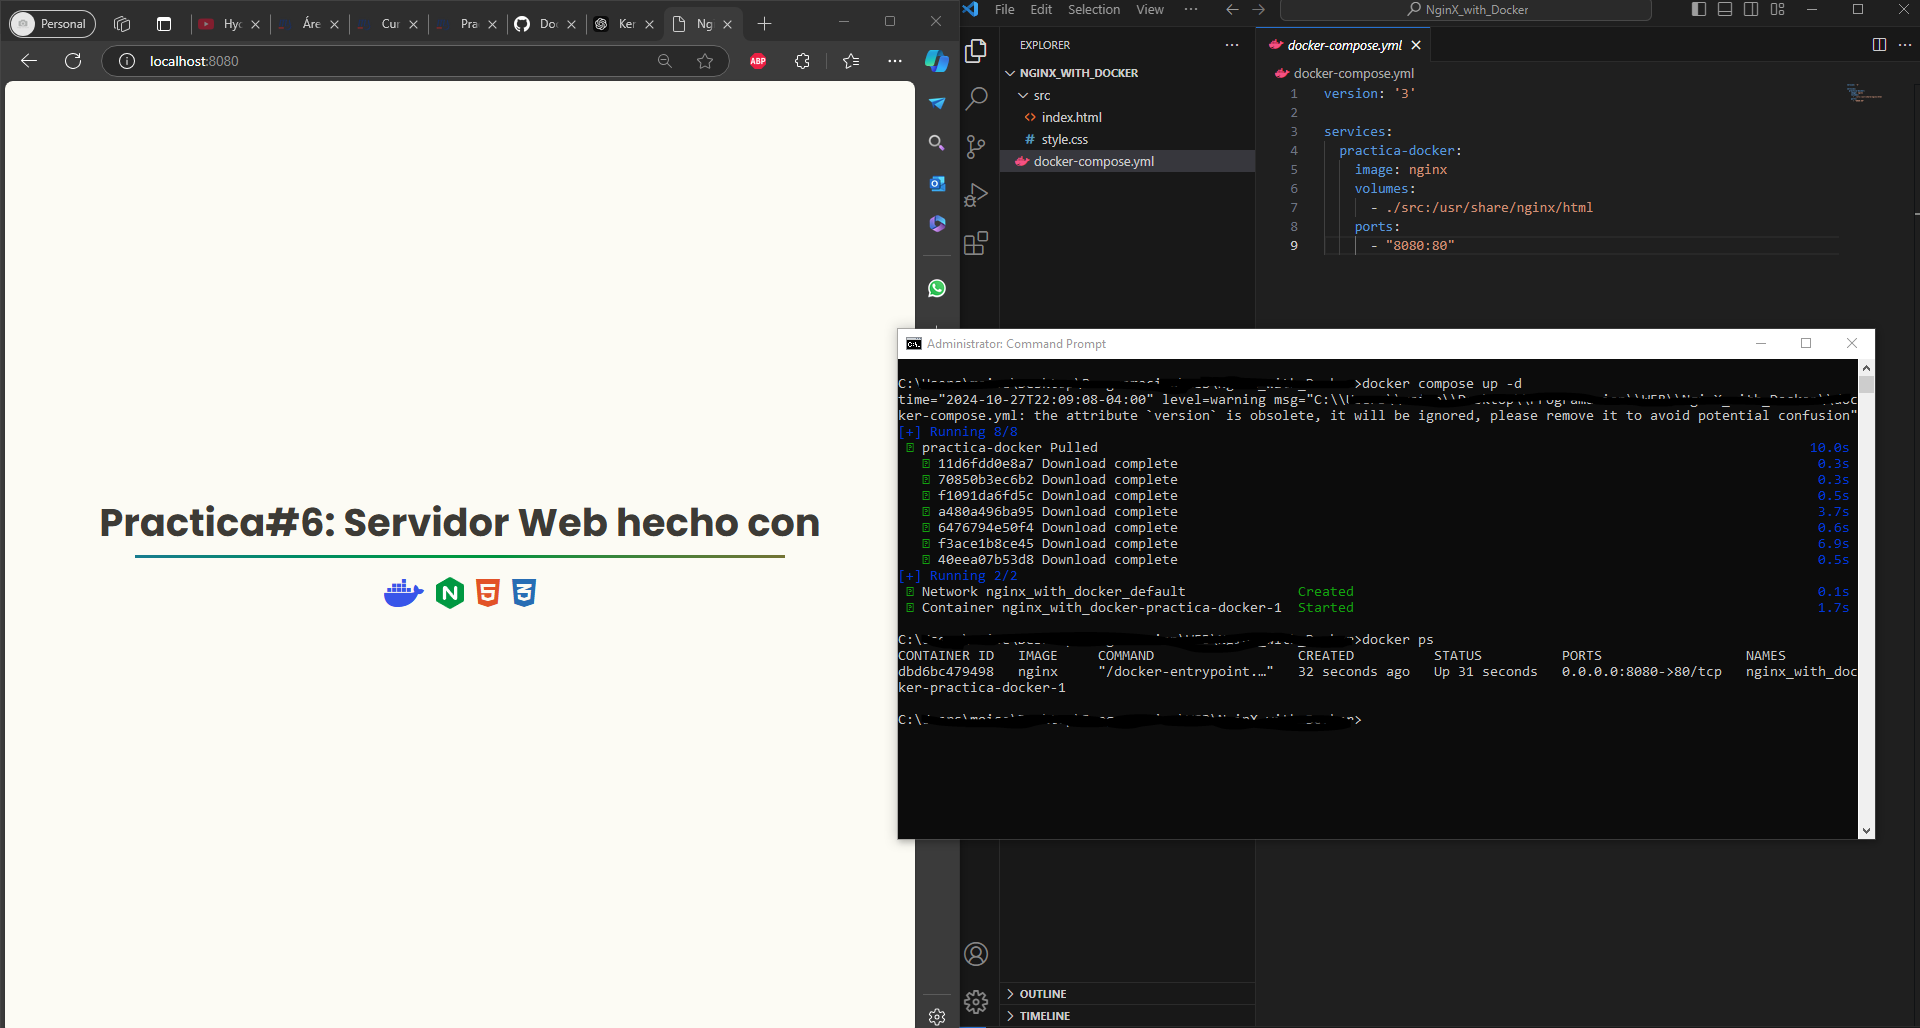 Personal
Hyc
Áre
Cur
Pra
Doc
Ker
Ng
localhost:8080
ABP
Practica#6: Servidor Web hecho con
File Edit Selection View ···
NginX_with_Docker
EXPLORER
NGINX_WITH_DOCKER
src
index.html
style.css
docker-compose.yml
docker-compose.yml
docker-compose.yml
1 version: '3'
2
3 services:
4 practica-docker:
5 image: nginx
6 volumes:
7 - ./src:/usr/share/nginx/html
8 ports:
9 - "8080:80"
Administrator: Command Prompt
>docker compose up -d
time="2024-10-27T22:09:08-04:00" level=warning msg="C:\\
ker-compose.yml: the attribute `version` is obsolete, it will be ignored, please remove it to avoid potential confusion"
[+] Running 8/8
practica-docker Pulled 10.0s
11d6fdd0e8a7 Download complete 0.3s
70850b3ec6b2 Download complete 0.3s
f1091da6fd5c Download complete 0.5s
a480a496ba95 Download complete 3.7s
6476794e50f4 Download complete 0.6s
f3ace1b8ce45 Download complete 6.9s
40eea07b53d8 Download complete 0.5s
[+] Running 2/2
Network nginx_with_docker_default Created 0.1s
Container nginx_with_docker-practica-docker-1 Started 1.7s
C:\ >docker ps
CONTAINER ID IMAGE COMMAND CREATED STATUS PORTS NAMES
dbd6bc479498 nginx "/docker-entrypoint.…" 32 seconds ago Up 31 seconds 0.0.0.0:8080->80/tcp nginx_with_doc
ker-practica-docker-1
C:\ >
OUTLINE
TIMELINE